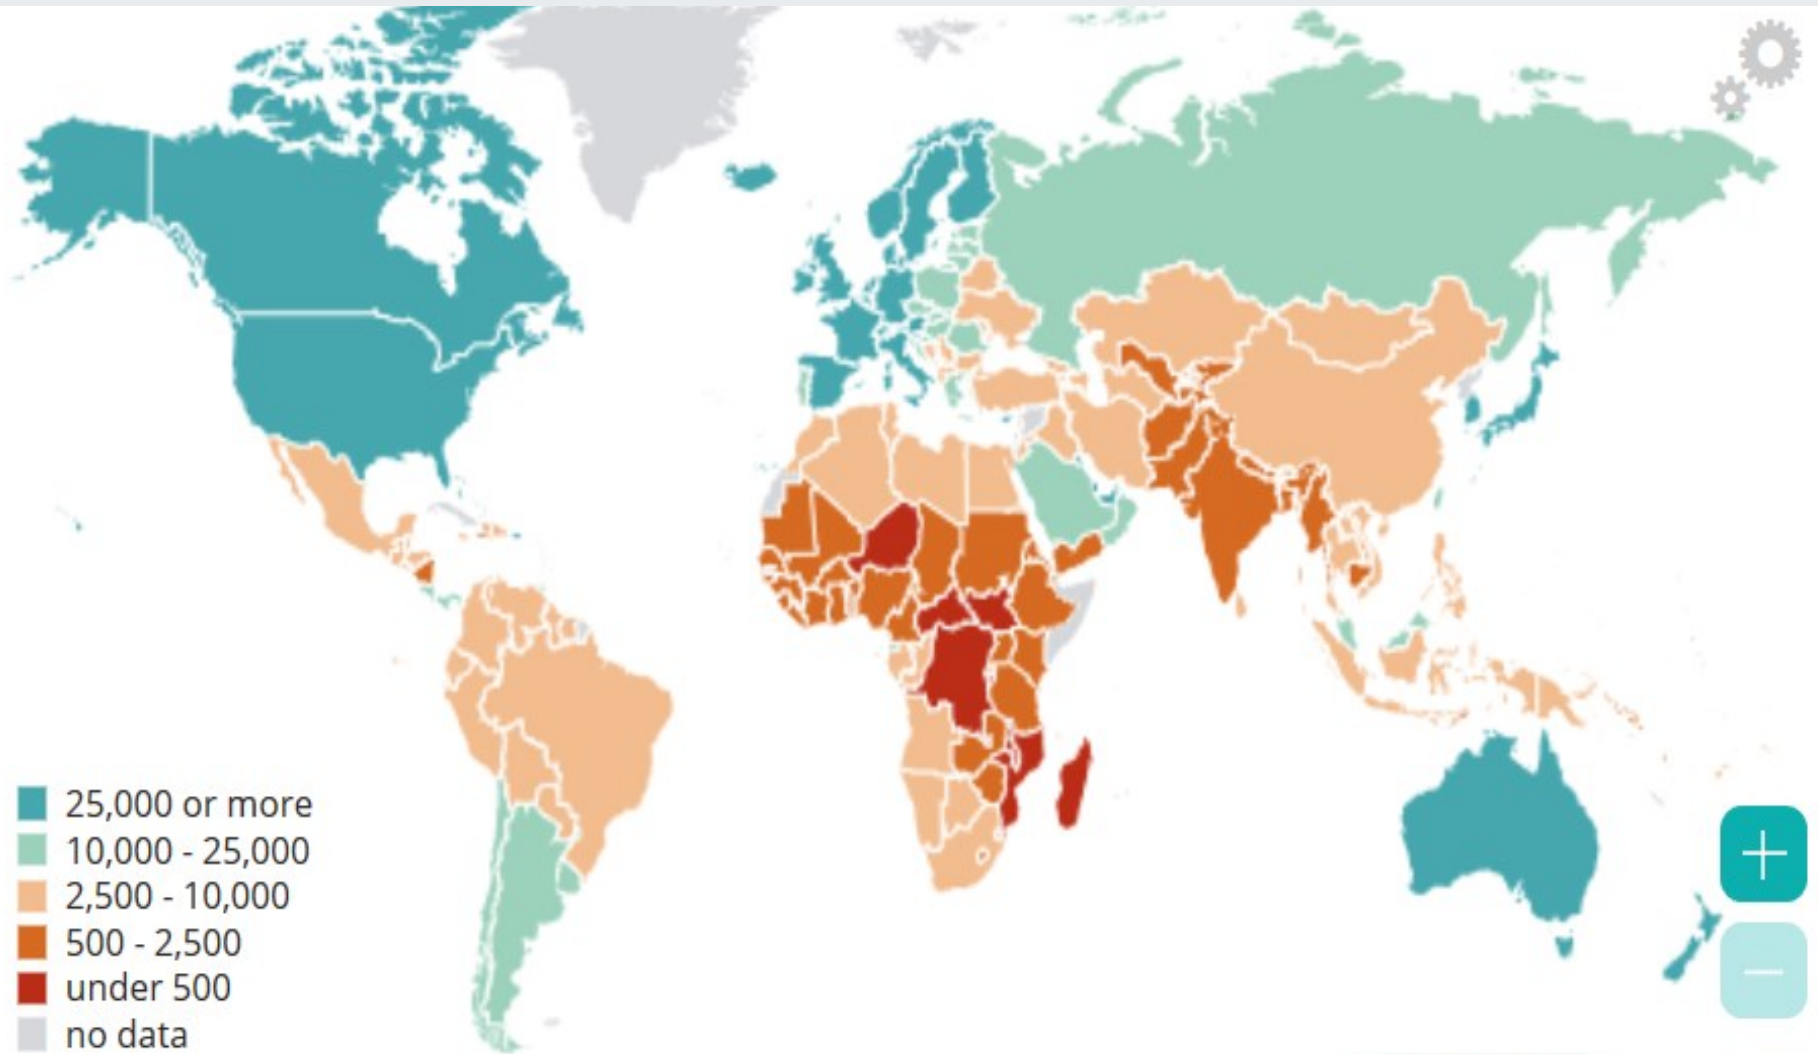 25,000 or more
10,000 - 25,000
2,500 - 10,000
500 - 2,500
under 500
no data